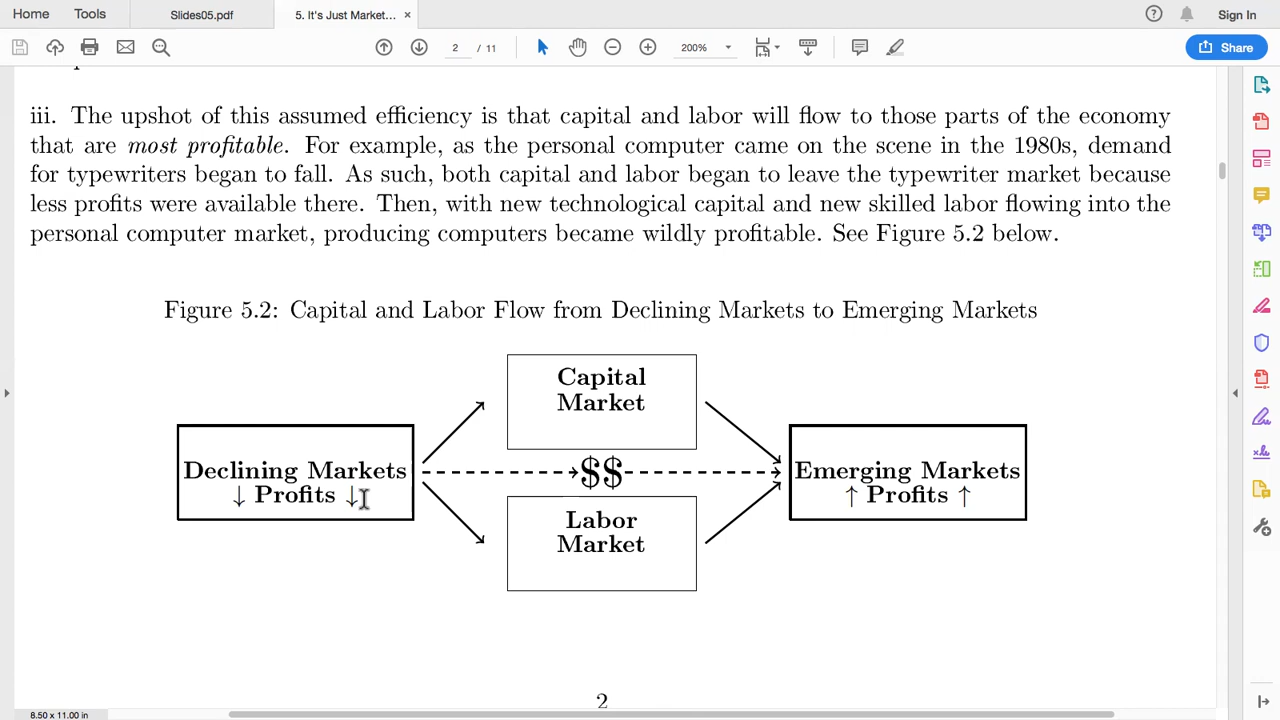 Home Tools Slides05.pdf 5. It's Just Market... × Sign In
2 / 11 200% Share
iii. The upshot of this assumed efficiency is that capital and labor will flow to those parts of the economy
that are most profitable. For example, as the personal computer came on the scene in the 1980s, demand
for typewriters began to fall. As such, both capital and labor began to leave the typewriter market because
less profits were available there. Then, with new technological capital and new skilled labor flowing into the
personal computer market, producing computers became wildly profitable. See Figure 5.2 below.
Figure 5.2: Capital and Labor Flow from Declining Markets to Emerging Markets
Capital
Market
Declining Markets
↓ Profits ↓
$$
Emerging Markets
↑ Profits ↑
Labor
Market
2
8.50 x 11.00 in